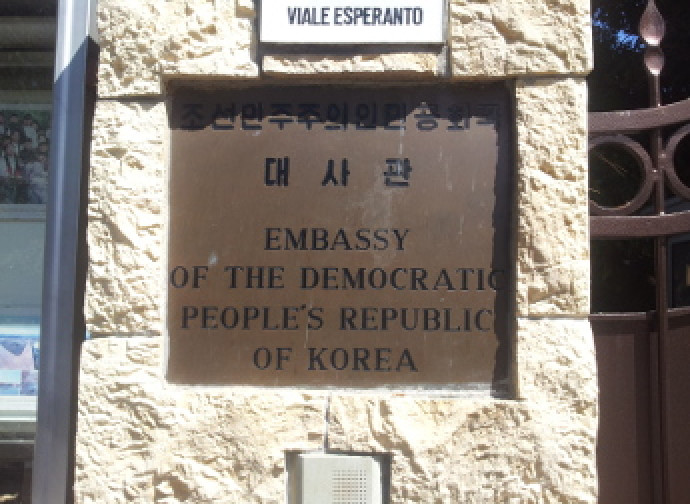 VIALE ESPERANTO
조선민주주의인민공화국
대 사 관
EMBASSY
OF THE DEMOCRATIC
PEOPLE'S REPUBLIC
OF KOREA